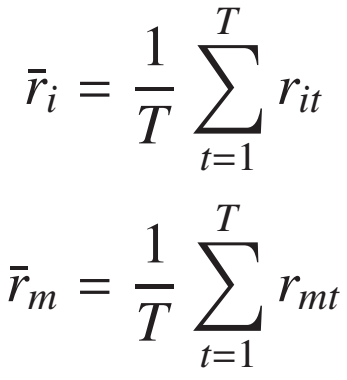 r̄ᵢ = 1/T ∑ₜ₌₁ᵀ rᵢₜ
r̄ₘ = 1/T ∑ₜ₌₁ᵀ rₘₜ